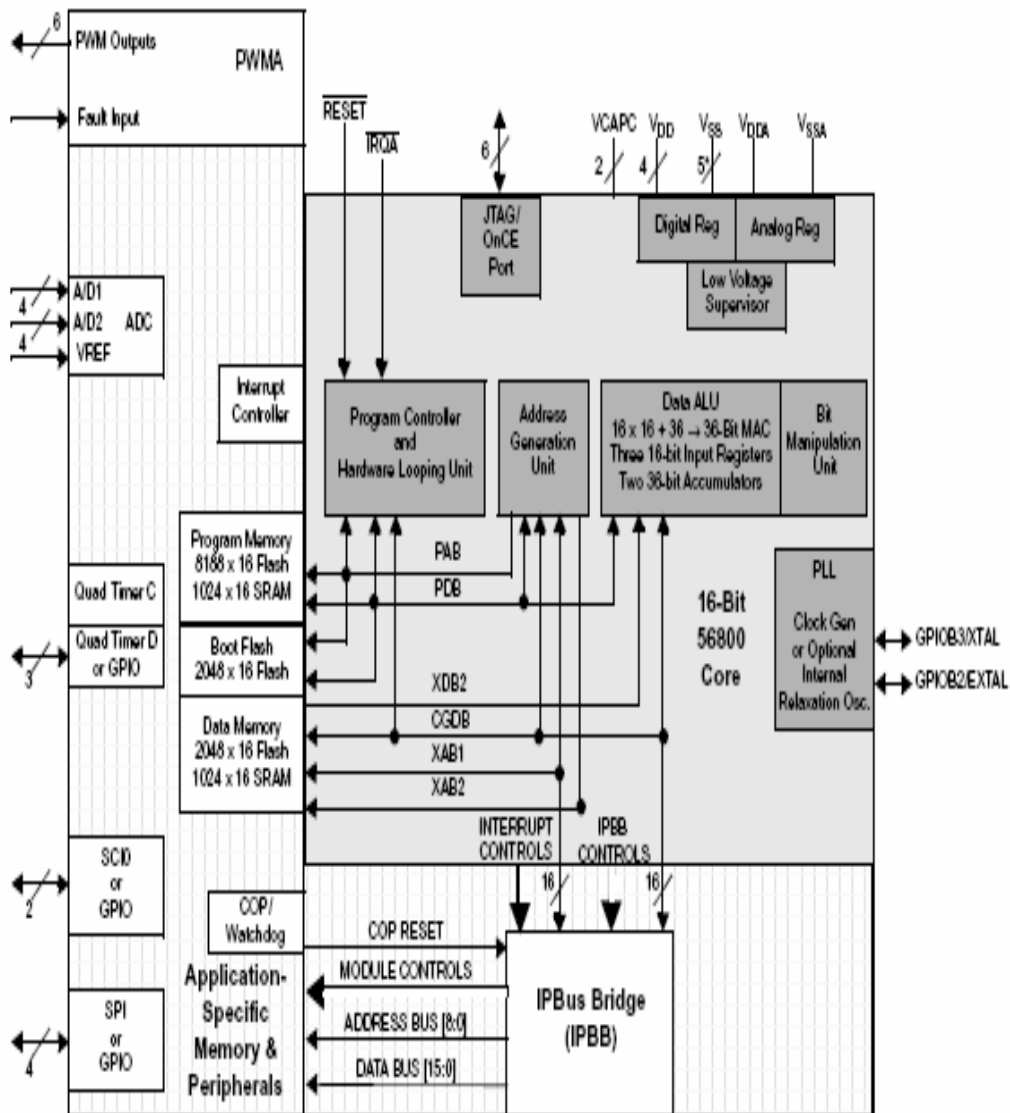 6
PWM Outputs
PWMA
Fault Input
RESET
IRQA
6
VCAPC
2
VDD
4
VSS
5*
VDDA
VSSA
JTAG/
OnCE
Port
Digital Reg
Analog Reg
Low Voltage
Supervisor
4
A/D1
4
A/D2
ADC
VREF
Interrupt
Controller
Program Controller
and
Hardware Looping Unit
Address
Generation
Unit
Data ALU
16 x 16 + 36 → 36-Bit MAC
Three 16-bit Input Registers
Two 36-bit Accumulators
Bit
Manipulation
Unit
Program Memory
8188 x 16 Flash
1024 x 16 SRAM
PAB
PDB
Quad Timer C
Quad Timer D
or GPIO
3
Boot Flash
2048 x 16 Flash
XDB2
CGDB
Data Memory
2048 x 16 Flash
1024 x 16 SRAM
XAB1
XAB2
16-Bit
56800
Core
PLL
Clock Gen
or Optional
Internal
Relaxation Osc.
GPIOB3/XTAL
GPIOB2/EXTAL
INTERRUPT
CONTROLS
16
IPBB
CONTROLS
16
SCI0
or
GPIO
2
COP/
Watchdog
COP RESET
MODULE CONTROLS
ADDRESS BUS [8:0]
DATA BUS [15:0]
Application-
Specific
Memory &
Peripherals
SPI
or
GPIO
4
IPBus Bridge
(IPBB)